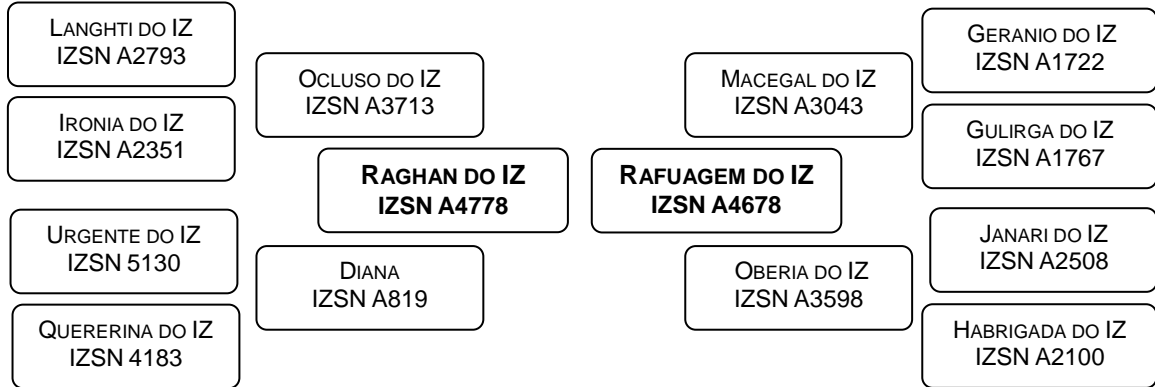 LANGHTI DO IZ
IZSN A2793
IRONIA DO IZ
IZSN A2351
URGENTE DO IZ
IZSN 5130
QUERERINA DO IZ
IZSN 4183
OCLUSO DO IZ
IZSN A3713
DIANA
IZSN A819
RAGHAN DO IZ
IZSN A4778
RAFUAGEM DO IZ
IZSN A4678
MACEGAL DO IZ
IZSN A3043
OBERIA DO IZ
IZSN A3598
GERANIO DO IZ
IZSN A1722
GULIRGA DO IZ
IZSN A1767
JANARI DO IZ
IZSN A2508
HABRIGADA DO IZ
IZSN A2100